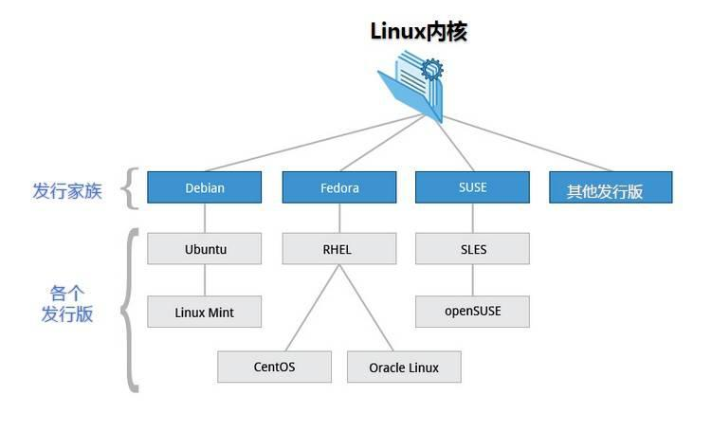 Linux内核
发行家族
Debian
Fedora
SUSE
其他发行版
各个
发行版
Ubuntu
RHEL
SLES
Linux Mint
openSUSE
CentOS
Oracle Linux